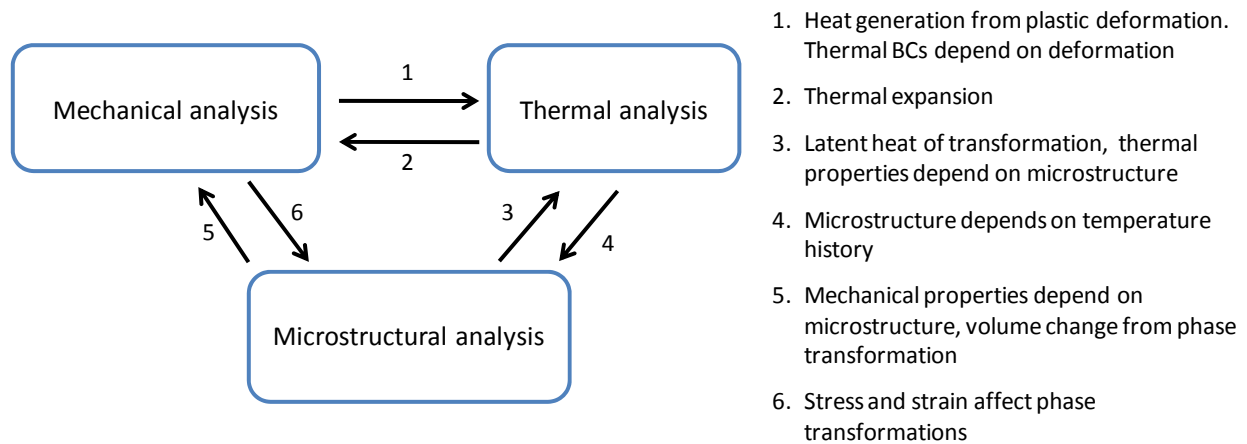 Mechanical analysis
1
2
Thermal analysis
5
6
3
4
Microstructural analysis
1. Heat generation from plastic deformation.
Thermal BCs depend on deformation
2. Thermal expansion
3. Latent heat of transformation, thermal
properties depend on microstructure
4. Microstructure depends on temperature
history
5. Mechanical properties depend on
microstructure, volume change from phase
transformation
6. Stress and strain affect phase
transformations